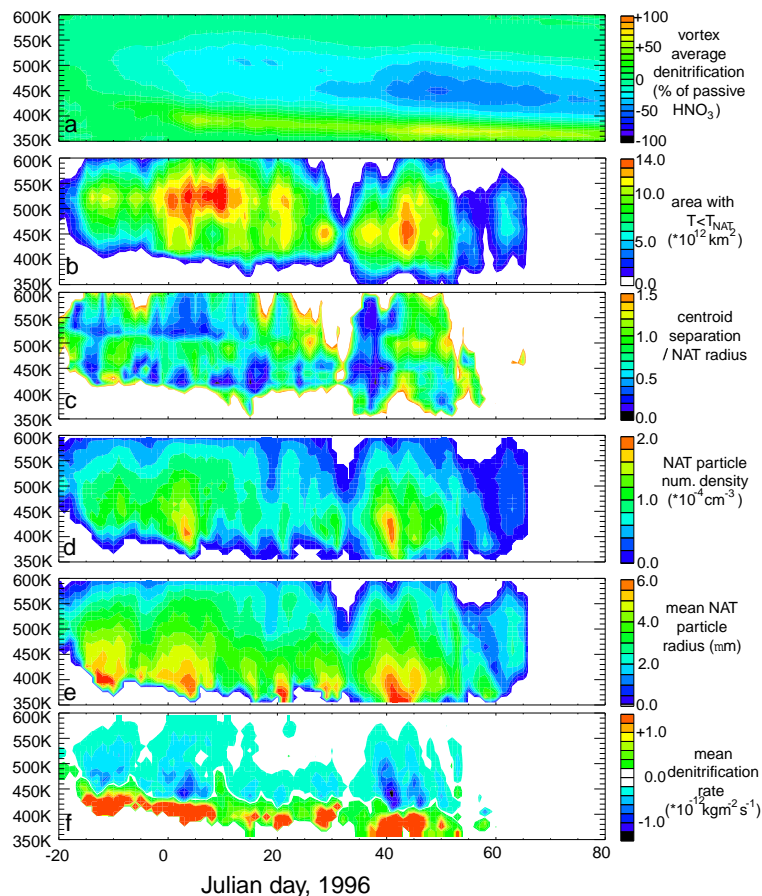 600K
550K
500K
450K
400K
350K
a
+100
+50
0
-50
-100
vortex
average
denitrification
(% of passive
HNO3)
600K
550K
500K
450K
400K
350K
b
14.0
10.0
5.0
0.0
area with
T<TNAT
(*10^12 km^2)
600K
550K
500K
450K
400K
350K
c
1.5
1.0
0.5
0.0
centroid
separation
/ NAT radius
600K
550K
500K
450K
400K
350K
d
2.0
1.0
0.0
NAT particle
num. density
(*10^-4 cm^-3)
600K
550K
500K
450K
400K
350K
e
6.0
4.0
2.0
0.0
mean NAT
particle
radius (mm)
600K
550K
500K
450K
400K
350K
f
+1.0
0.0
-1.0
mean
denitrification
rate
(*10^-12 kgm^-2 s^-1)
-20 0 20 40 60 80
Julian day, 1996